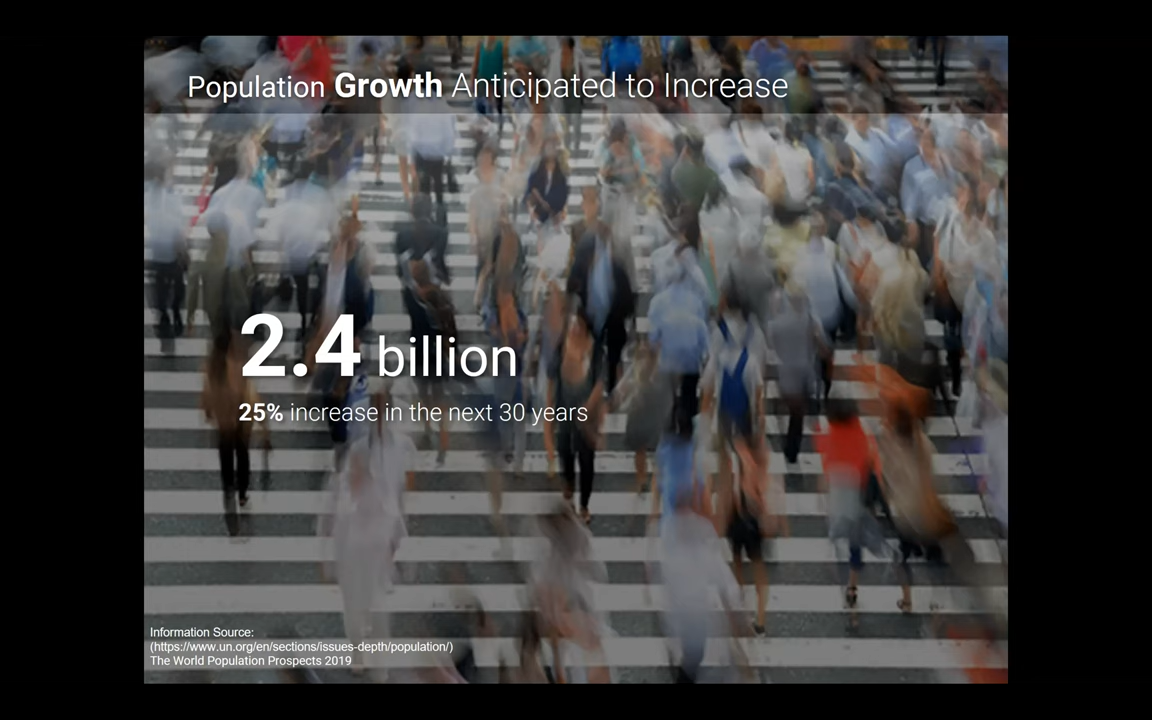 Population Growth Anticipated to Increase
2.4 billion
25% increase in the next 30 years
Information Source:
(https://www.un.org/en/sections/issues-depth/population/)
The World Population Prospects 2019